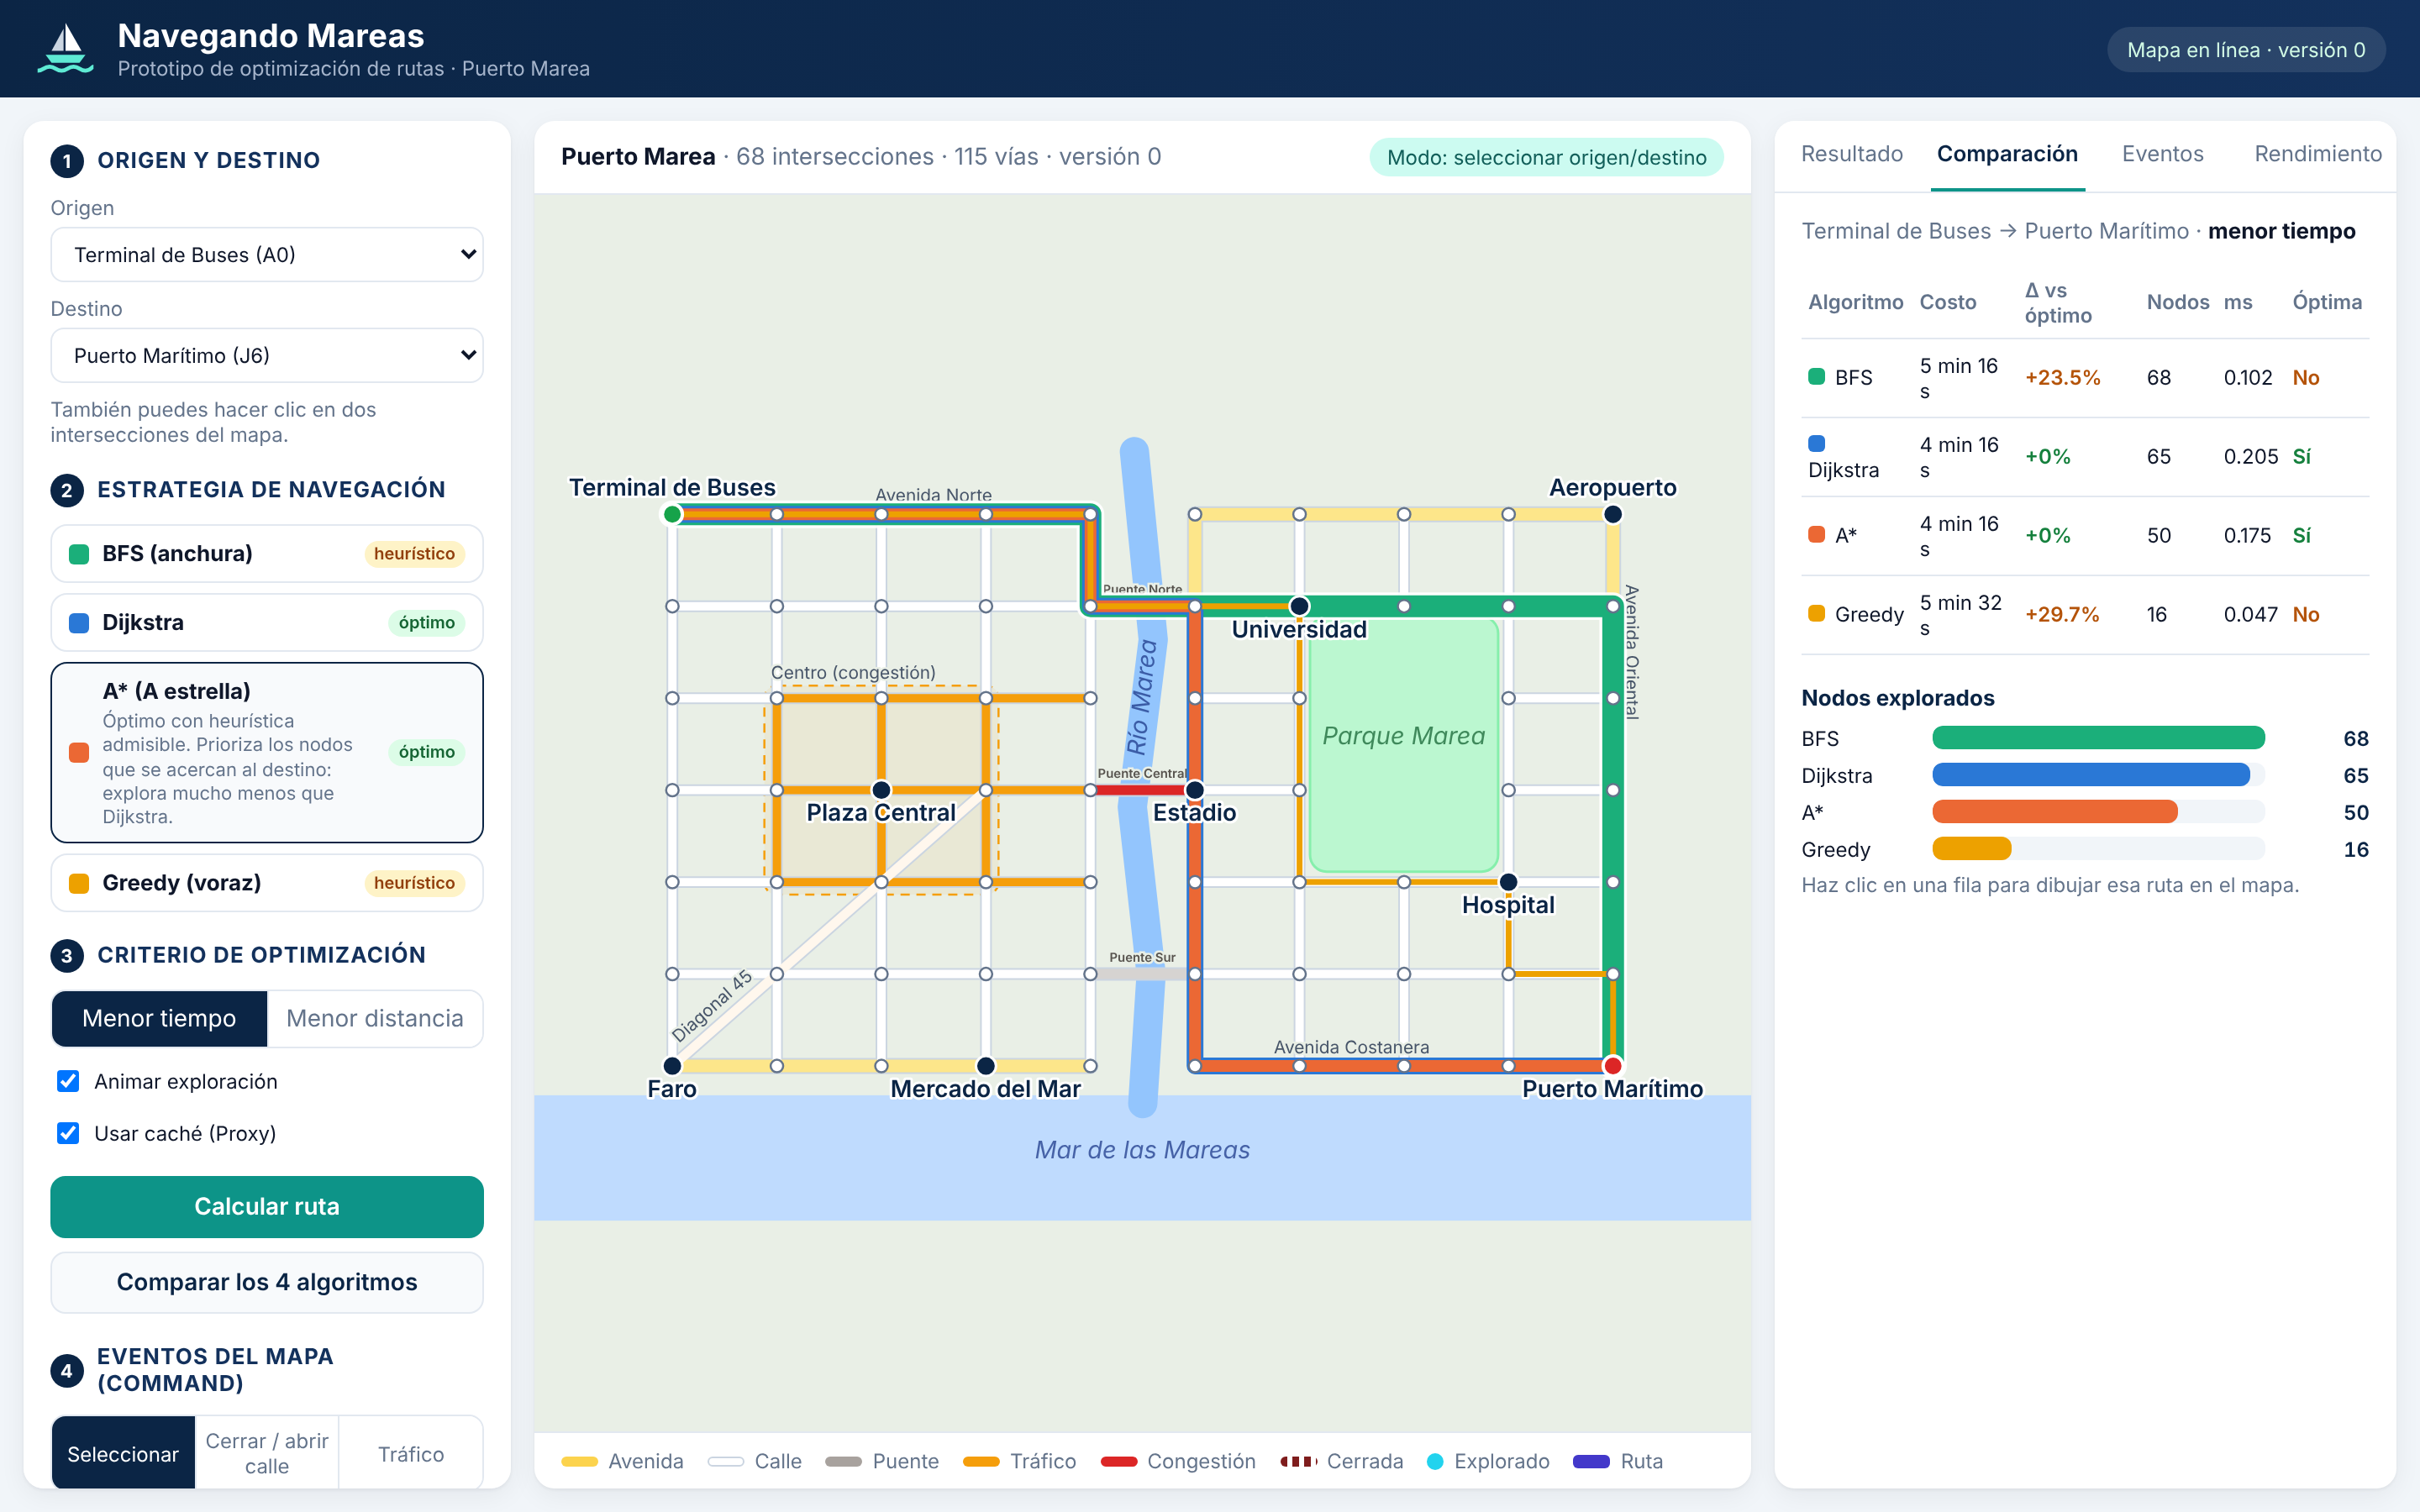 Navegando Mareas
Prototipo de optimización de rutas · Puerto Marea
Mapa en línea · versión 0
1 ORIGEN Y DESTINO
Origen
Terminal de Buses (A0)
Destino
Puerto Marítimo (J6)
También puedes hacer clic en dos
intersecciones del mapa.
2 ESTRATEGIA DE NAVEGACIÓN
BFS (anchura) heurístico
Dijkstra óptimo
A* (A estrella)
Óptimo con heurística
admisible. Prioriza los nodos
que se acercan al destino:
explora mucho menos que
Dijkstra.
óptimo
Greedy (voraz) heurístico
3 CRITERIO DE OPTIMIZACIÓN
Menor tiempo Menor distancia
Animar exploración
Usar caché (Proxy)
Calcular ruta
Comparar los 4 algoritmos
4 EVENTOS DEL MAPA
(COMMAND)
Seleccionar
Cerrar / abrir
calle
Tráfico
Puerto Marea · 68 intersecciones · 115 vías · versión 0
Modo: seleccionar origen/destino
Terminal de Buses
Avenida Norte
Aeropuerto
Puente Norte
Universidad
Avenida Oriental
Centro (congestión)
Río Marea
Parque Marea
Puente Central
Plaza Central
Estadio
Hospital
Puente Sur
Diagonal 45
Avenida Costanera
Faro
Mercado del Mar
Puerto Marítimo
Mar de las Mareas
Avenida Calle Puente Tráfico Congestión Cerrada Explorado Ruta
Resultado Comparación Eventos Rendimiento
Terminal de Buses → Puerto Marítimo · menor tiempo
Algoritmo Costo Δ vs óptimo Nodos ms Óptima
BFS 5 min 16 s +23.5% 68 0.102 No
Dijkstra 4 min 16 s +0% 65 0.205 Sí
A* 4 min 16 s +0% 50 0.175 Sí
Greedy 5 min 32 s +29.7% 16 0.047 No
Nodos explorados
BFS 68
Dijkstra 65
A* 50
Greedy 16
Haz clic en una fila para dibujar esa ruta en el mapa.